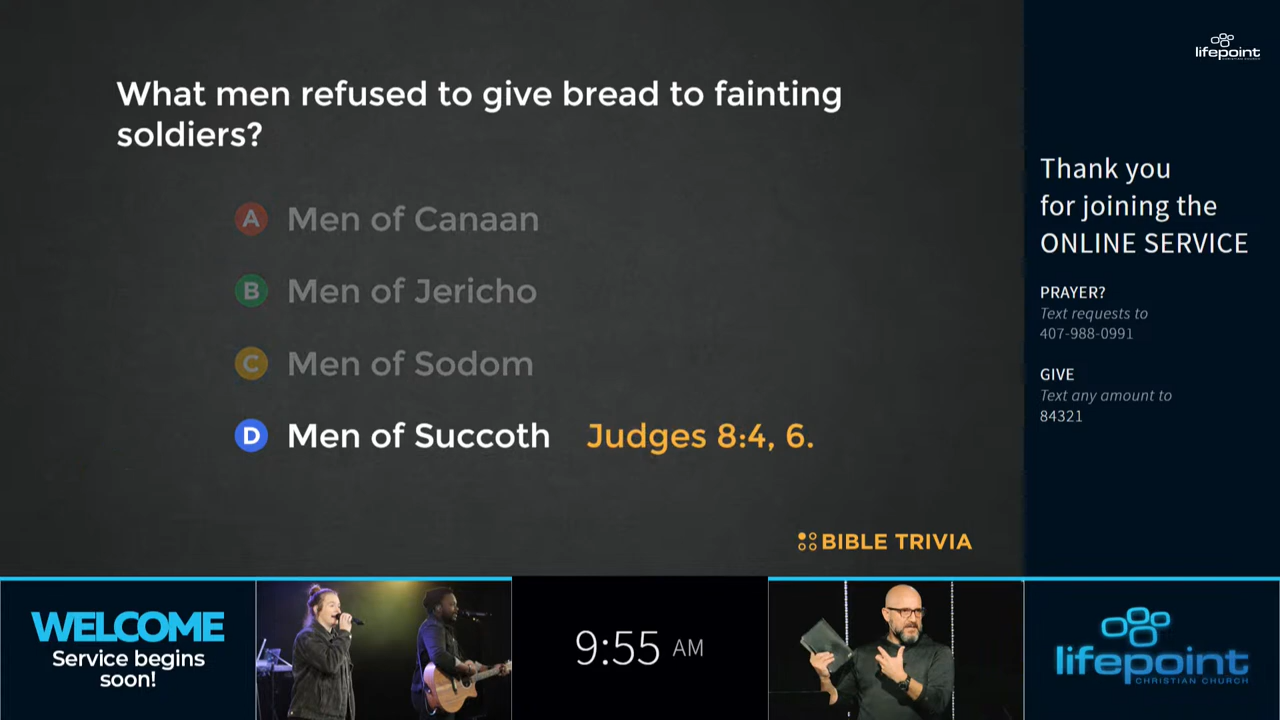 What men refused to give bread to fainting
soldiers?
A Men of Canaan
B Men of Jericho
C Men of Sodom
D Men of Succoth Judges 8:4, 6.
BIBLE TRIVIA
lifepoint
CHRISTIAN CHURCH
Thank you
for joining the
ONLINE SERVICE
PRAYER?
Text requests to
407-988-0991
GIVE
Text any amount to
84321
WELCOME
Service begins
soon!
9:55 AM
lifepoint
CHRISTIAN CHURCH